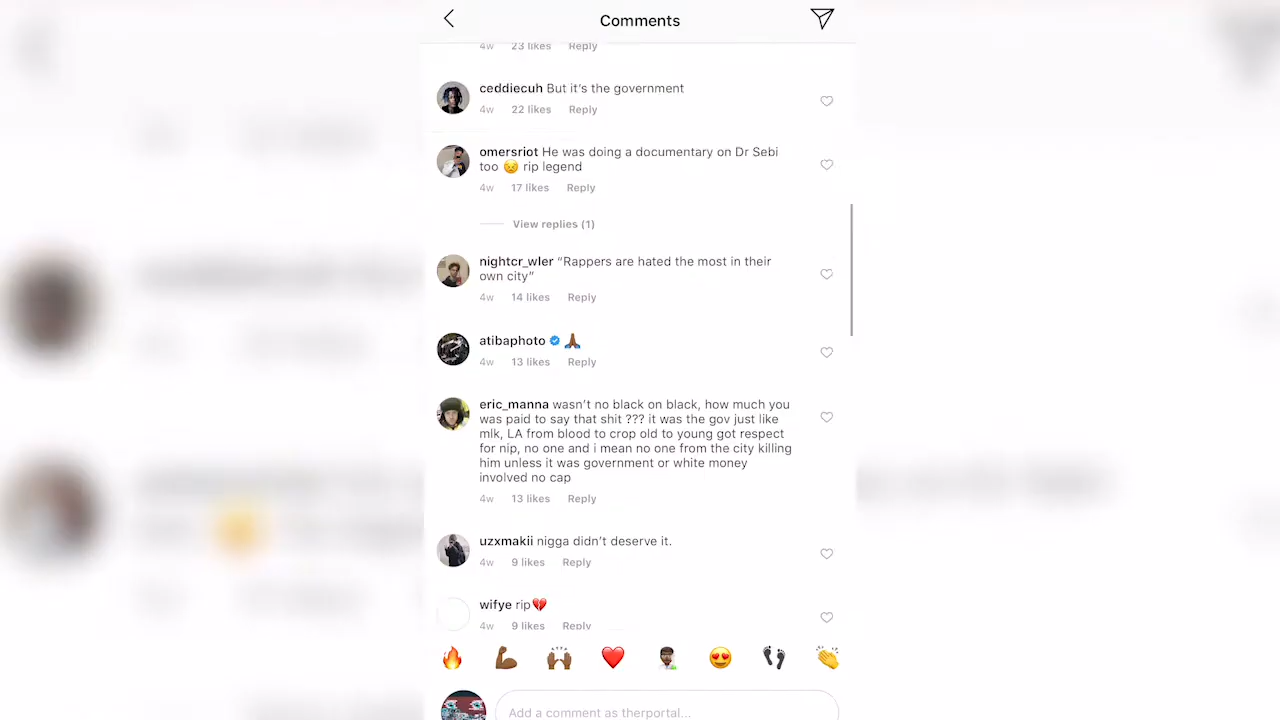 Comments
4w 23 likes Reply
ceddiecuh But it's the government
4w 22 likes Reply
omersriot He was doing a documentary on Dr Sebi
too 😣 rip legend
4w 17 likes Reply
View replies (1)
nightcr_wler “Rappers are hated the most in their
own city”
4w 14 likes Reply
atibaphoto 🙏🏾
4w 13 likes Reply
eric_manna wasn't no black on black, how much you
was paid to say that shit ??? it was the gov just like
mlk, LA from blood to crop old to young got respect
for nip, no one and i mean no one from the city killing
him unless it was government or white money
involved no cap
4w 13 likes Reply
uzxmakii nigga didn't deserve it.
4w 9 likes Reply
wifye rip💔
4w 9 likes Reply
Add a comment as therportal...